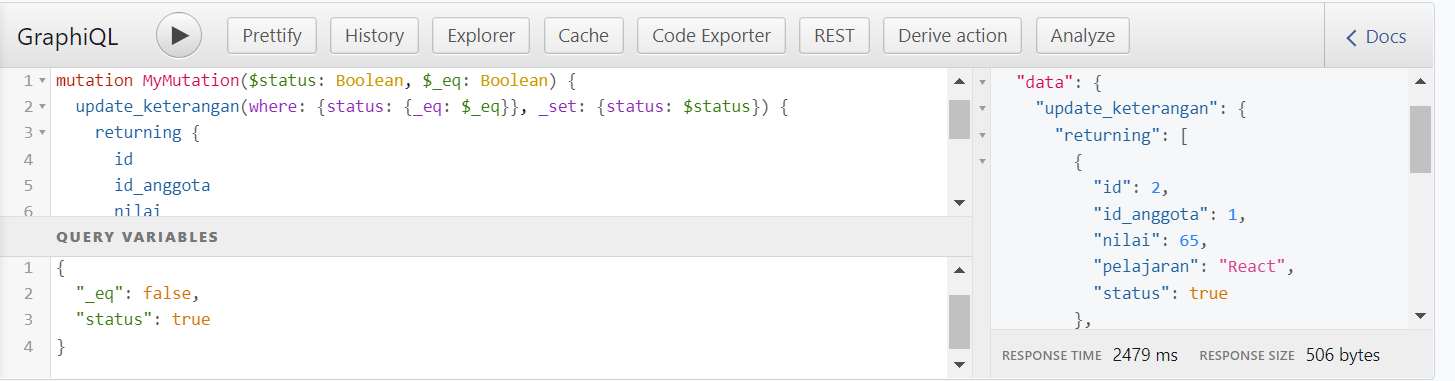 GraphiQL Prettify History Explorer Cache Code Exporter REST Derive action Analyze Docs
1 mutation MyMutation($status: Boolean, $_eq: Boolean) {
2 update_keterangan(where: {status: {_eq: $_eq}}, _set: {status: $status}) {
3 returning {
4 id
5 id_anggota
6 nilai
QUERY VARIABLES
1 {
2 "_eq": false,
3 "status": true
4 }
"data": {
"update_keterangan": {
"returning": [
{
"id": 2,
"id_anggota": 1,
"nilai": 65,
"pelajaran": "React",
"status": true
},
RESPONSE TIME 2479 ms RESPONSE SIZE 506 bytes